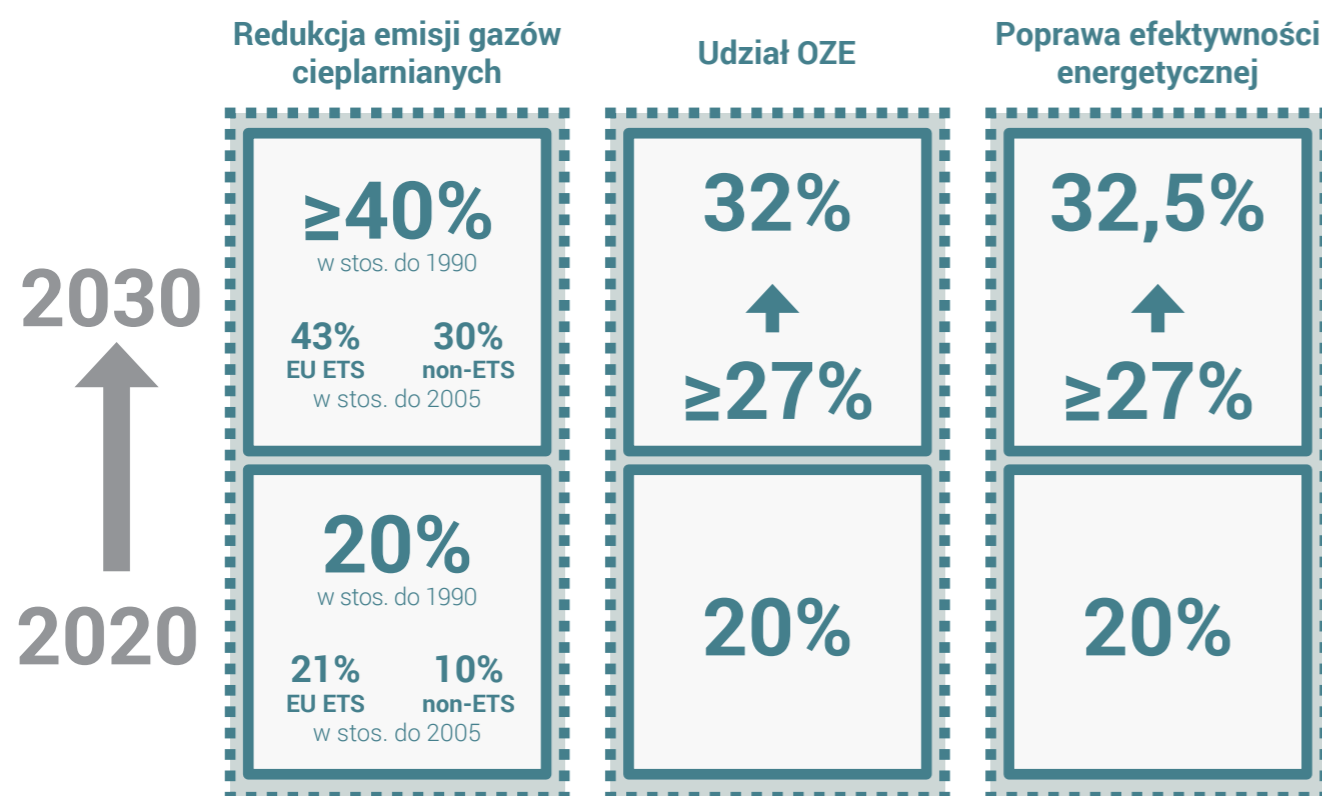 Redukcja emisji gazów
cieplarnianych
Udział OZE
Poprawa efektywności
energetycznej
2030
≥40%
w stos. do 1990
43%
30%
EU ETS
non-ETS
w stos. do 2005
32%
≥27%
32,5%
≥27%
2020
20%
w stos. do 1990
21%
10%
EU ETS
non-ETS
w stos. do 2005
20%
20%